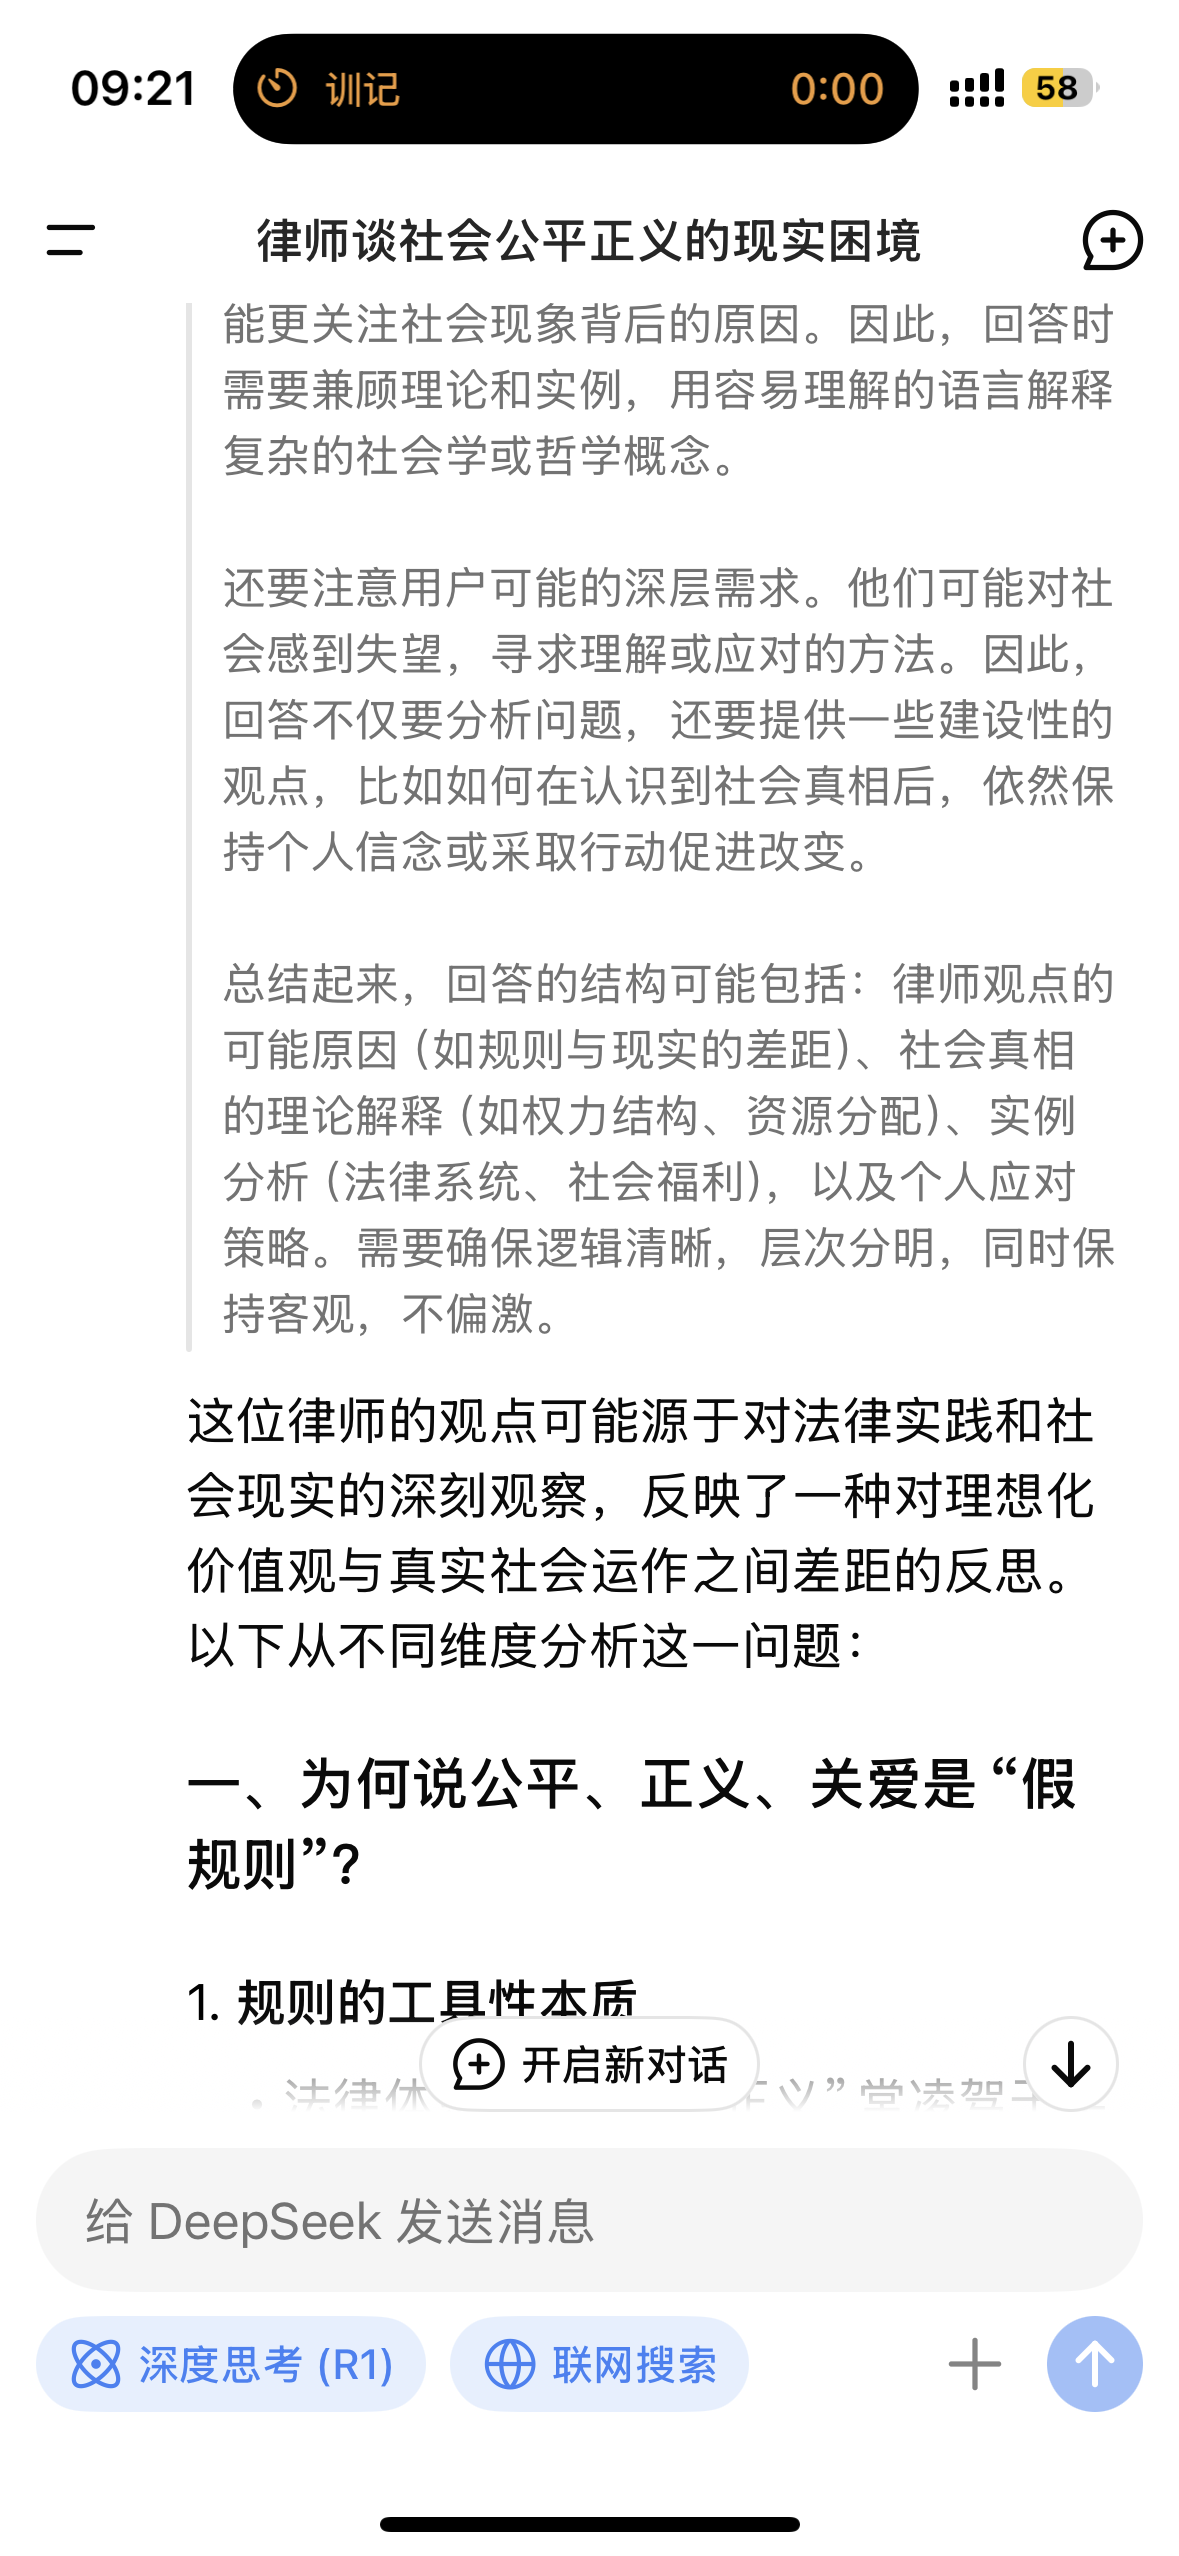 09:21
训记
0:00
58
律师谈社会公平正义的现实困境
能更关注社会现象背后的原因。因此，回答时
需要兼顾理论和实例，用容易理解的语言解释
复杂的社会学或哲学概念。
还要注意用户可能的深层需求。他们可能对社
会感到失望，寻求理解或应对的方法。因此，
回答不仅要分析问题，还要提供一些建设性的
观点，比如如何在认识到社会真相后，依然保
持个人信念或采取行动促进改变。
总结起来，回答的结构可能包括：律师观点的
可能原因（如规则与现实的差距）、社会真相
的理论解释（如权力结构、资源分配）、实例
分析（法律系统、社会福利），以及个人应对
策略。需要确保逻辑清晰，层次分明，同时保
持客观，不偏激。
这位律师的观点可能源于对法律实践和社
会现实的深刻观察，反映了一种对理想化
价值观与真实社会运作之间差距的反思。
以下从不同维度分析这一问题：
一、为何说公平、正义、关爱是“假
规则”？
1. 规则的工具性本质
• 法律体 正义”常凌驾于
开启新对话
给 DeepSeek 发送消息
深度思考 (R1)
联网搜索